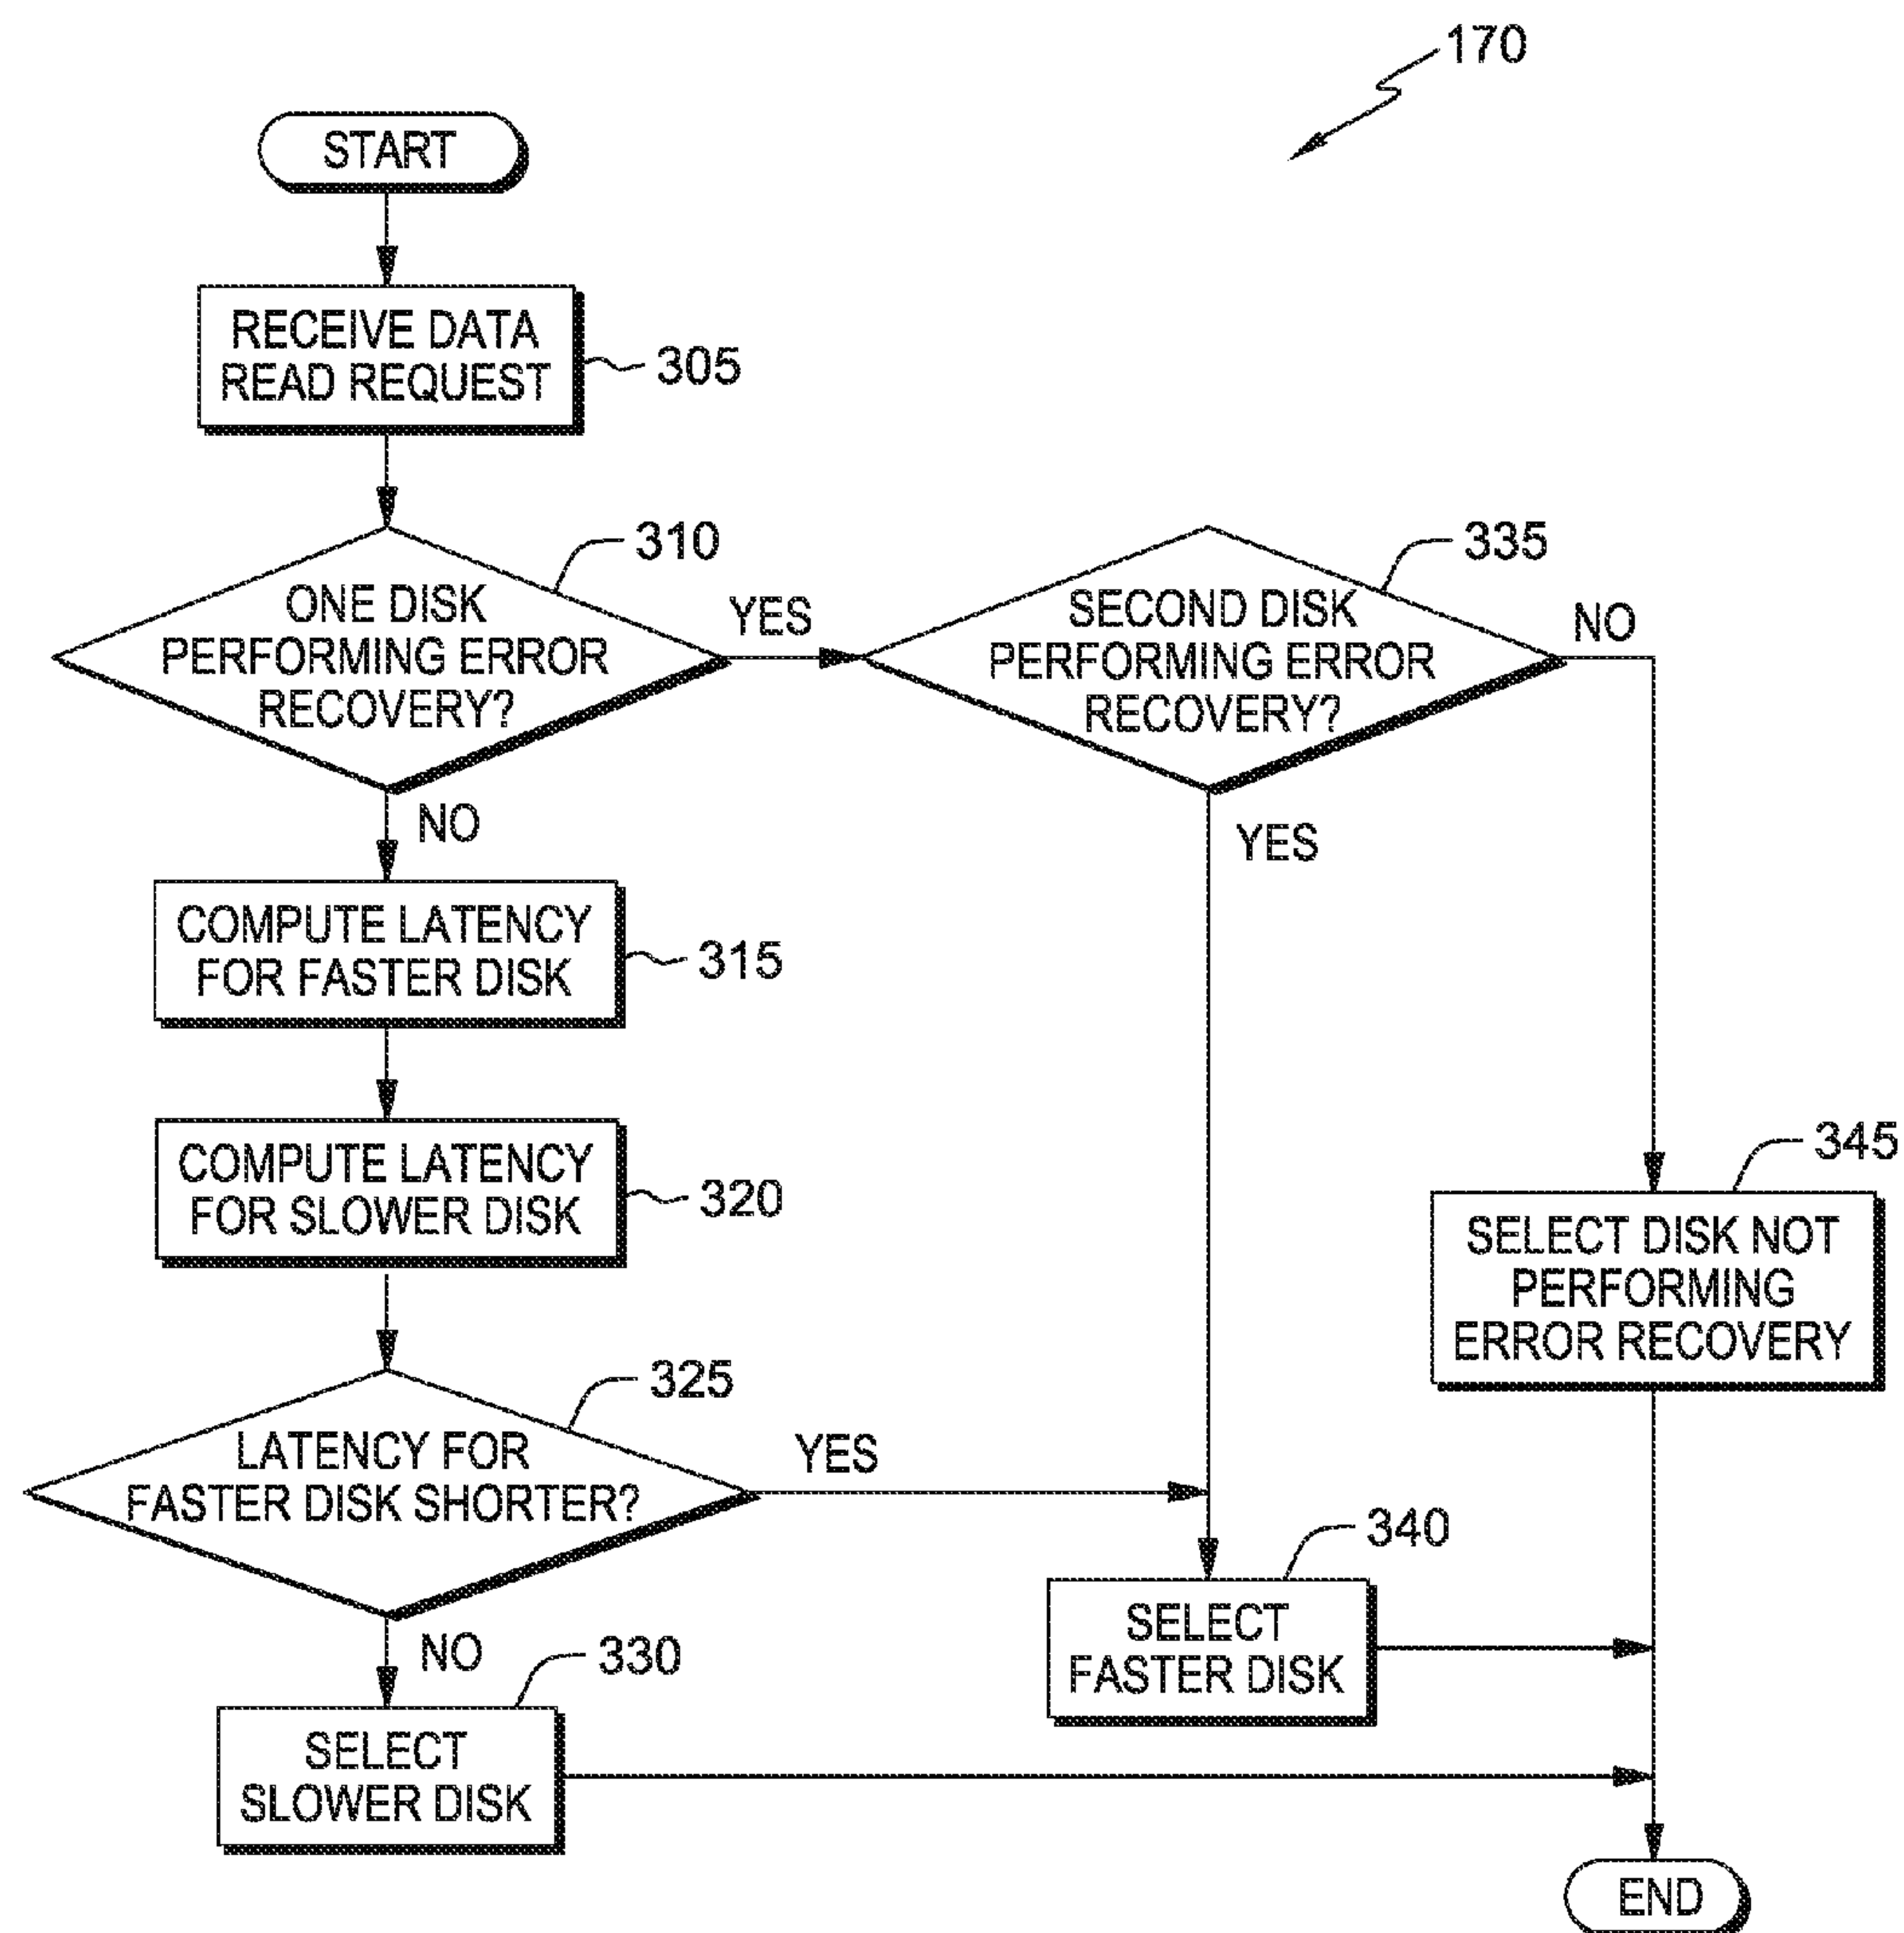 170
START
RECEIVE DATA
READ REQUEST
305
310
ONE DISK
PERFORMING ERROR
RECOVERY?
YES
335
SECOND DISK
PERFORMING ERROR
RECOVERY?
NO
NO
YES
COMPUTE LATENCY
FOR FASTER DISK
315
COMPUTE LATENCY
FOR SLOWER DISK
320
345
SELECT DISK NOT
PERFORMING
ERROR RECOVERY
325
LATENCY FOR
FASTER DISK SHORTER?
YES
340
SELECT
FASTER DISK
NO
330
SELECT
SLOWER DISK
END